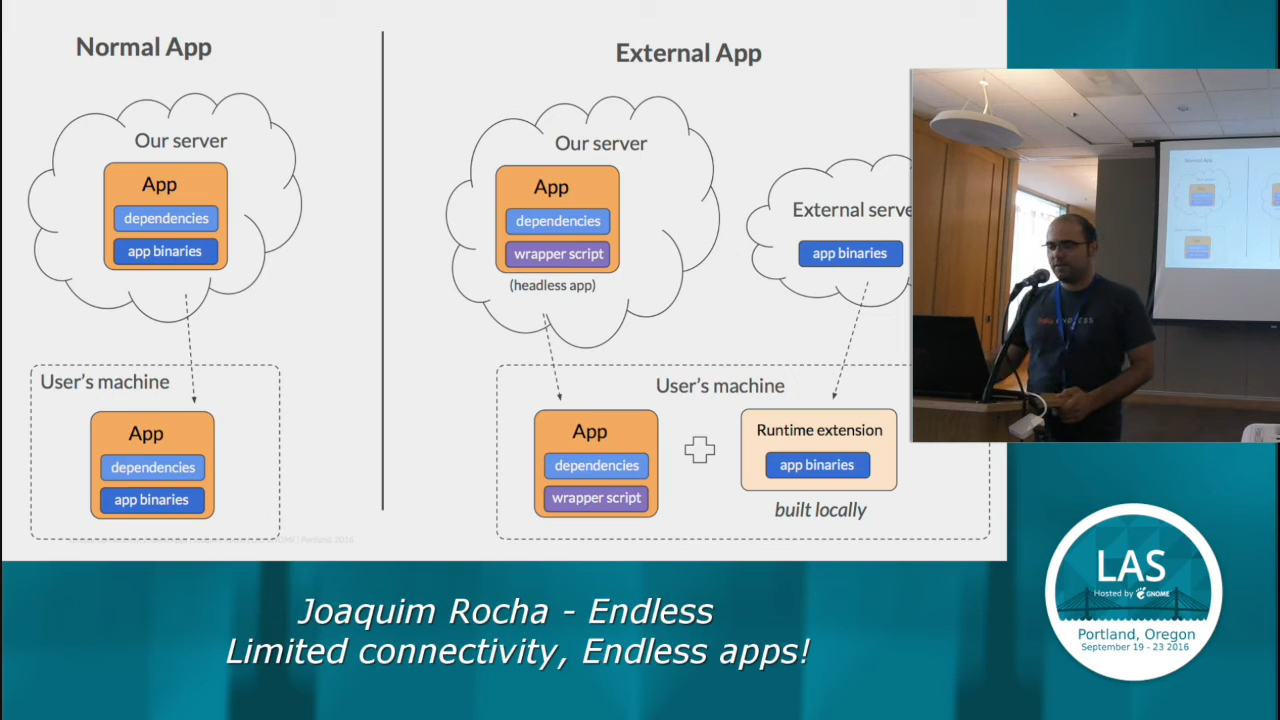 Normal App
Our server
App
dependencies
app binaries
User's machine
App
dependencies
app binaries
External App
Our server
App
dependencies
wrapper script
(headless app)
External serve
app binaries
User's machine
App
dependencies
wrapper script
Runtime extension
app binaries
built locally
Portland, 2016
ENDLESS
Joaquim Rocha - Endless
Limited connectivity, Endless apps!
LAS
Hosted by GNOME
Portland, Oregon
September 19 - 23 2016